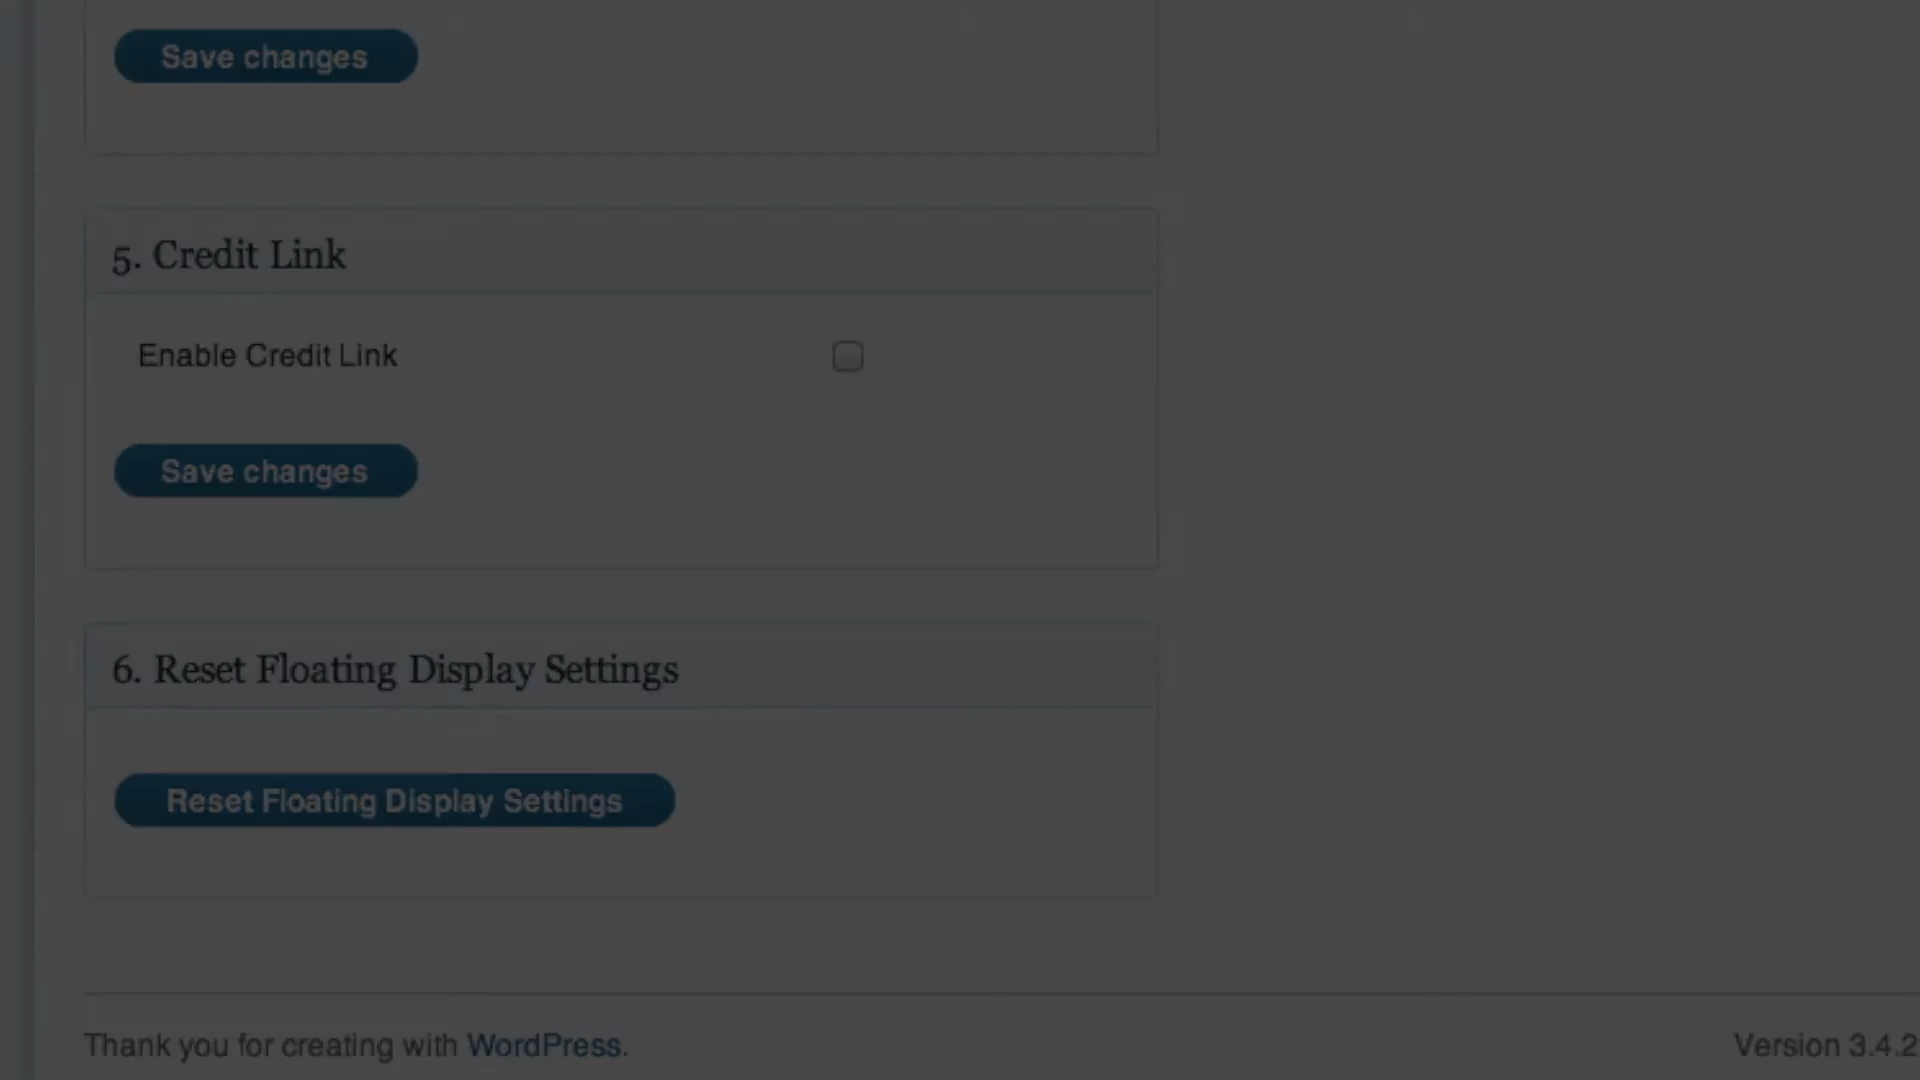 Save changes
5. Credit Link
Enable Credit Link
Save changes
6. Reset Floating Display Settings
Reset Floating Display Settings
Thank you for creating with WordPress.
Version 3.4.2